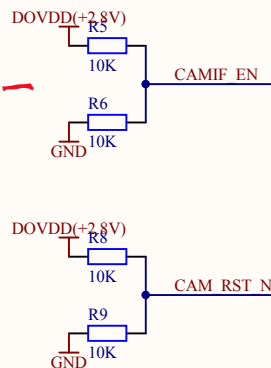 DOVDD(+2.8V)
R5
10K
CAMIF_EN
R6
10K
GND
DOVDD(+2.8V)
R8
10K
CAM_RST_N
R9
10K
GND